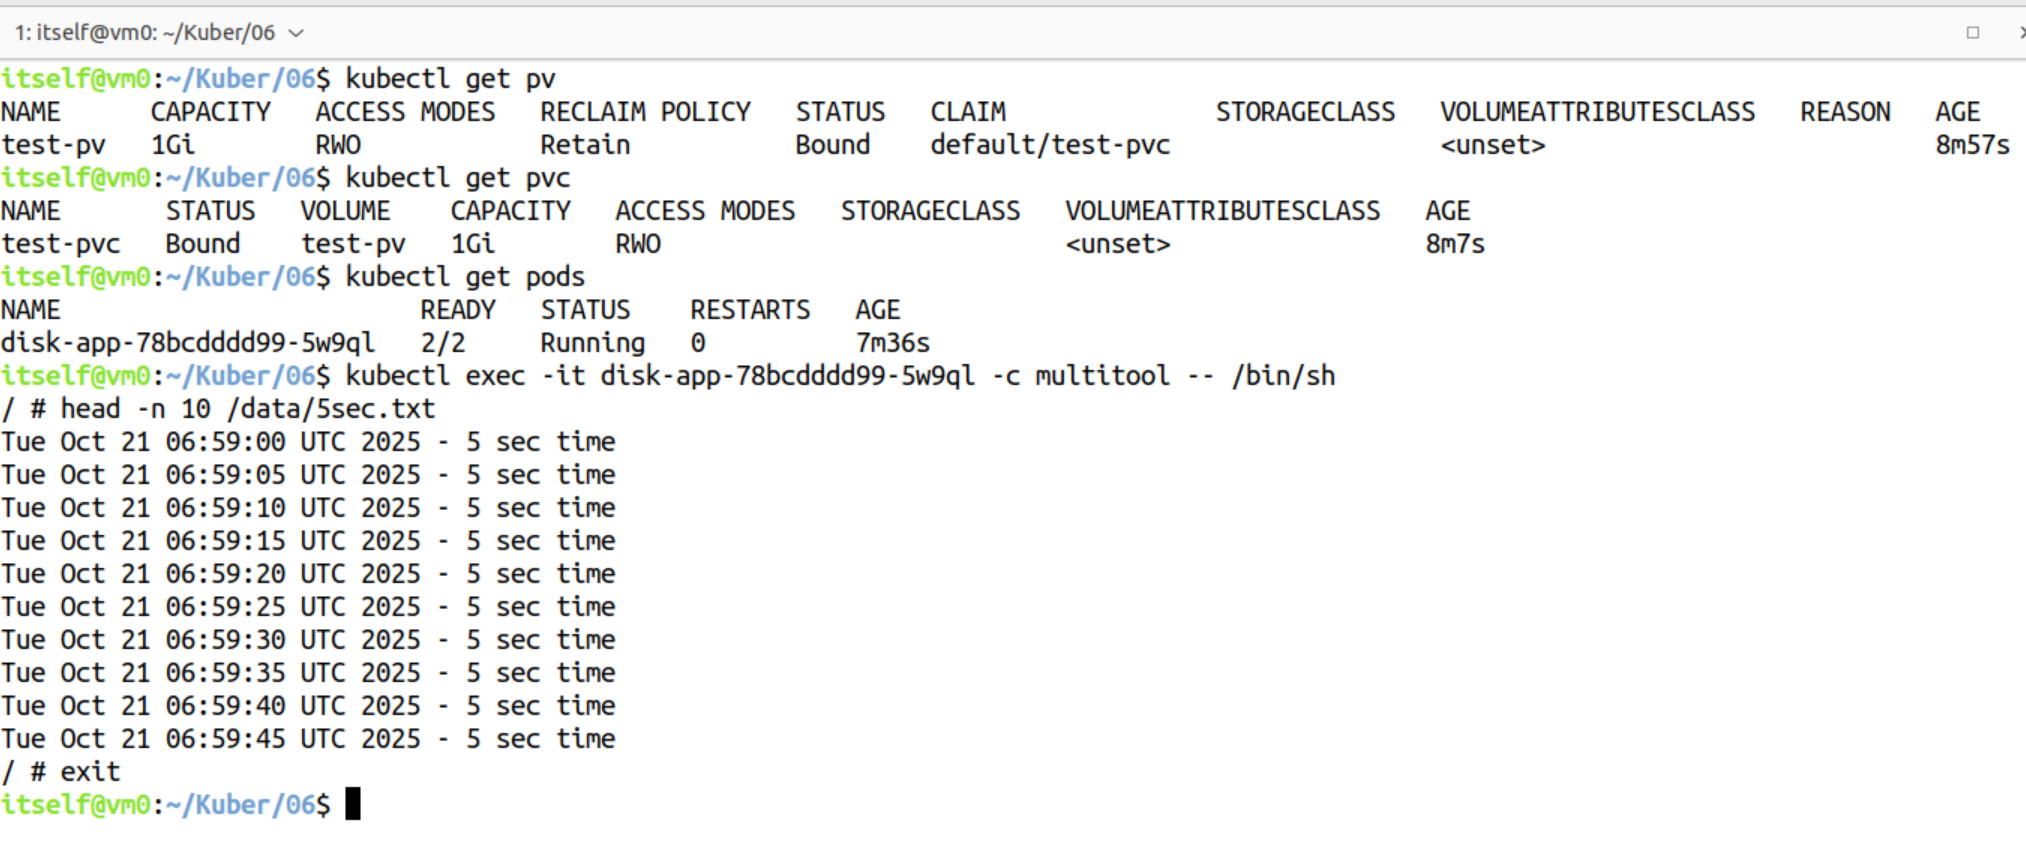 1: itself@vm0: ~/Kuber/06
itself@vm0:~/Kuber/06$ kubectl get pv
NAME      CAPACITY   ACCESS MODES   RECLAIM POLICY   STATUS   CLAIM              STORAGECLASS   VOLUMEATTRIBUTESCLASS   REASON   AGE
test-pv   1Gi        RWO            Retain           Bound    default/test-pvc                  <unset>                          8m57s
itself@vm0:~/Kuber/06$ kubectl get pvc
NAME       STATUS   VOLUME    CAPACITY   ACCESS MODES   STORAGECLASS   VOLUMEATTRIBUTESCLASS   AGE
test-pvc   Bound    test-pv   1Gi        RWO                           <unset>                 8m7s
itself@vm0:~/Kuber/06$ kubectl get pods
NAME                        READY   STATUS    RESTARTS   AGE
disk-app-78bcdddd99-5w9ql   2/2     Running   0          7m36s
itself@vm0:~/Kuber/06$ kubectl exec -it disk-app-78bcdddd99-5w9ql -c multitool -- /bin/sh
/ # head -n 10 /data/5sec.txt
Tue Oct 21 06:59:00 UTC 2025 - 5 sec time
Tue Oct 21 06:59:05 UTC 2025 - 5 sec time
Tue Oct 21 06:59:10 UTC 2025 - 5 sec time
Tue Oct 21 06:59:15 UTC 2025 - 5 sec time
Tue Oct 21 06:59:20 UTC 2025 - 5 sec time
Tue Oct 21 06:59:25 UTC 2025 - 5 sec time
Tue Oct 21 06:59:30 UTC 2025 - 5 sec time
Tue Oct 21 06:59:35 UTC 2025 - 5 sec time
Tue Oct 21 06:59:40 UTC 2025 - 5 sec time
Tue Oct 21 06:59:45 UTC 2025 - 5 sec time
/ # exit
itself@vm0:~/Kuber/06$